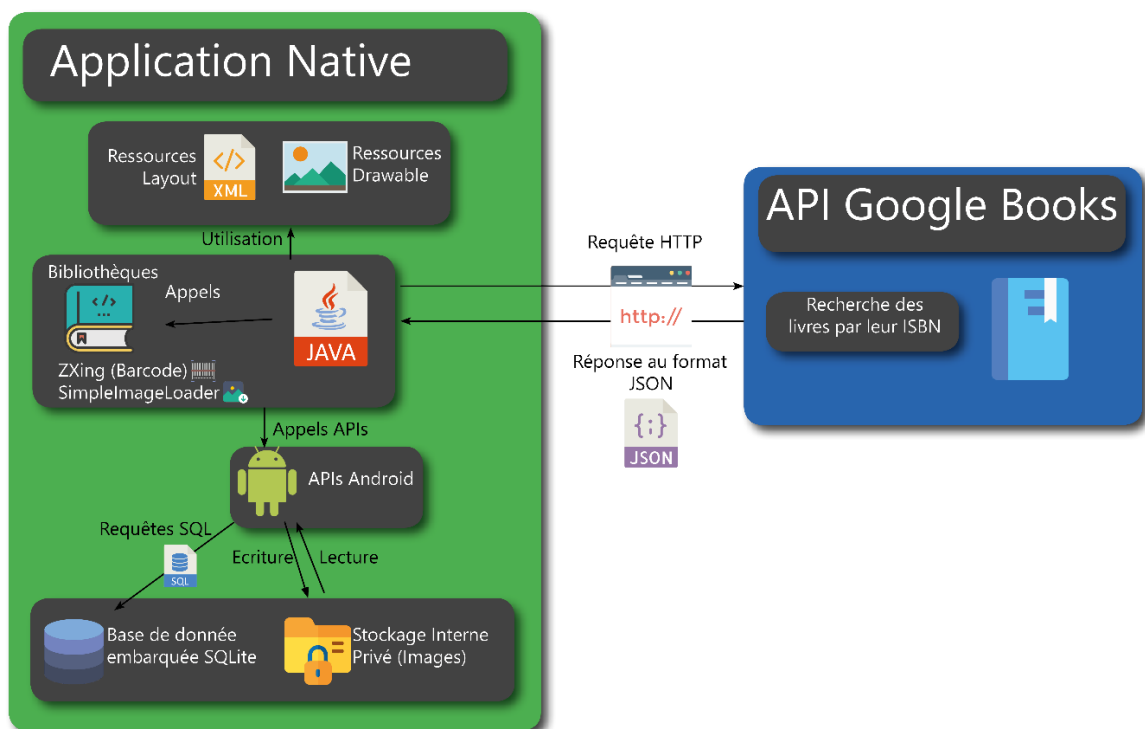 Application Native
Ressources
Layout
</>
XML
Ressources
Drawable
Utilisation
Bibliothèques
</>
...
Appels
JAVA
ZXing (Barcode)
SimpleImageLoader
Appels APIs
APIs Android
Requêtes SQL
SQL
Ecriture
Lecture
Base de donnée
embarquée SQLite
Stockage Interne
Privé (Images)
Requête HTTP
http://
Réponse au format
JSON
{;}
JSON
API Google Books
Recherche des
livres par leur ISBN